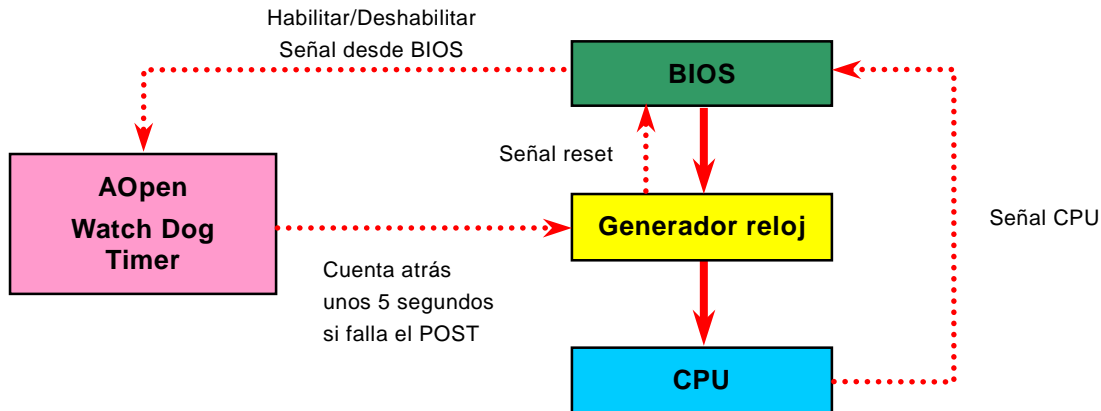 Habilitar/Deshabilitar
Señal desde BIOS
BIOS
Señal reset
AOpen
Watch Dog
Timer
Generador reloj
Señal CPU
Cuenta atrás
unos 5 segundos
si falla el POST
CPU